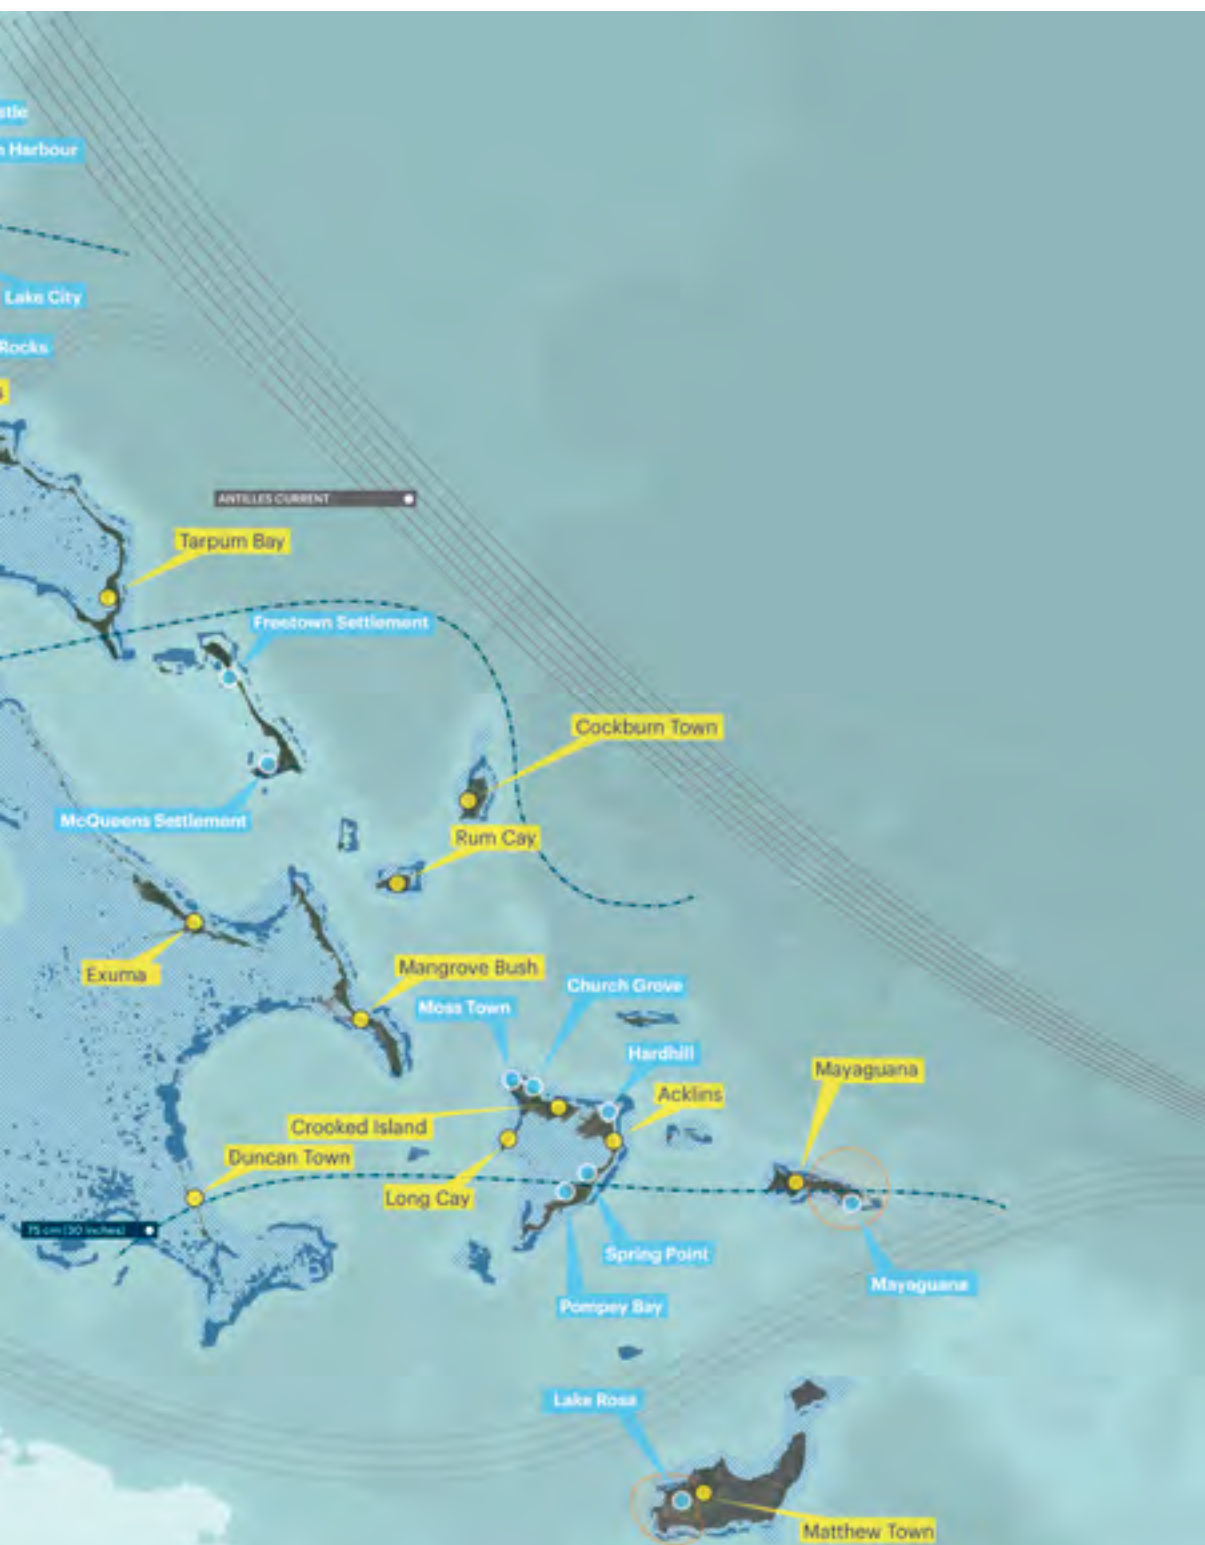 stle
n Harbour
Lake City
Rocks
s
ANTILLES CURRENT
Tarpum Bay
Freetown Settlement
Cockburn Town
McQueens Settlement
Rum Cay
Exuma
Mangrove Bush
Church Grove
Moss Town
Hardhill
Mayaguana
Acklins
Crooked Island
Duncan Town
Long Cay
75 cm (30 inches)
Spring Point
Mayaguana
Pompey Bay
Lake Rosa
Matthew Town